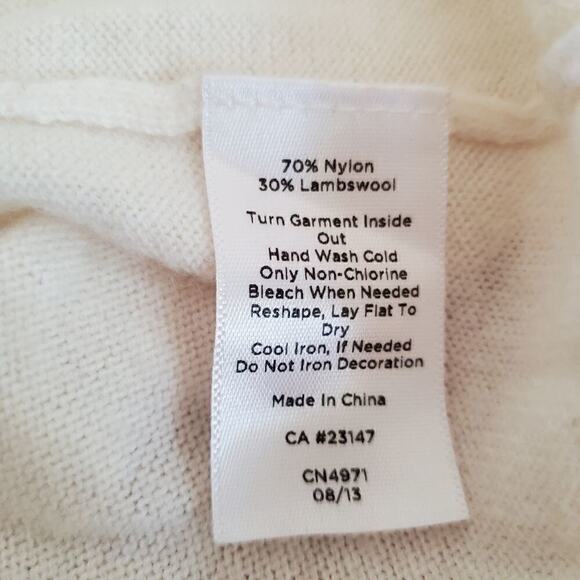 70% Nylon
30% Lambswool
Turn Garment Inside
Out
Hand Wash Cold
Only Non-Chlorine
Bleach When Needed
Reshape, Lay Flat To
Dry
Cool Iron, If Needed
Do Not Iron Decoration
Made In China
CA #23147
CN4971
08/13